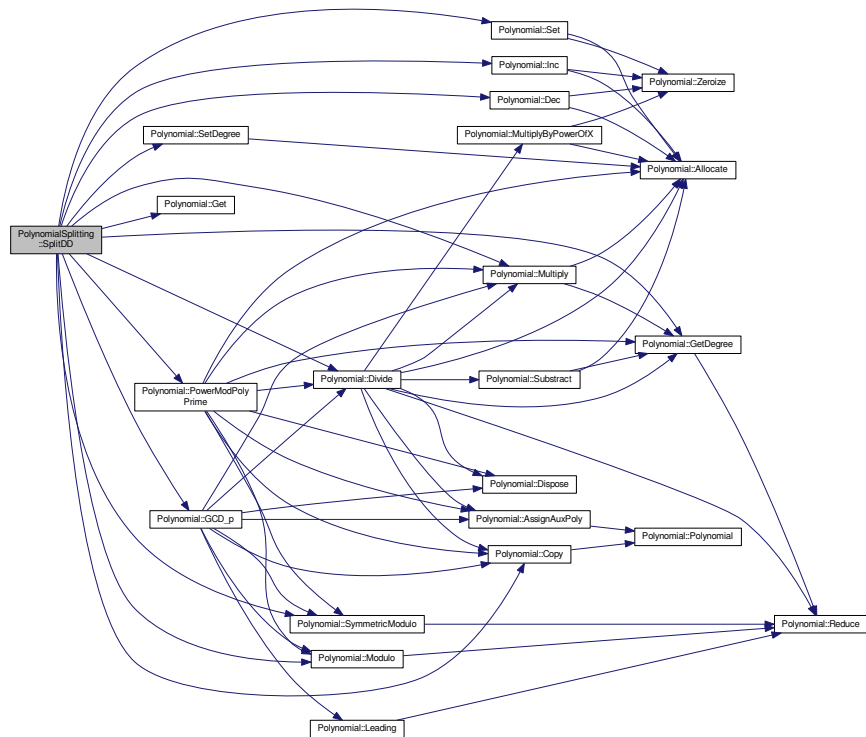 Polynomial::Set
Polynomial::Inc
Polynomial::Zeroize
Polynomial::Dec
Polynomial::SetDegree
Polynomial::MultiplyByPowerOfX
Polynomial::Allocate
Polynomial::Get
PolynomialSplitting
::SplitDD
Polynomial::Multiply
Polynomial::GetDegree
Polynomial::Divide
Polynomial::Substract
Polynomial::PowerModPoly
Prime
Polynomial::Dispose
Polynomial::GCD_p
Polynomial::AssignAuxPoly
Polynomial::Polynomial
Polynomial::Copy
Polynomial::SymmetricModulo
Polynomial::Reduce
Polynomial::Modulo
Polynomial::Leading